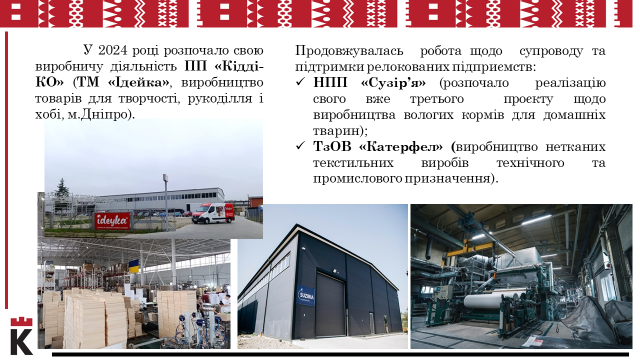 У 2024 році розпочало свою
виробничу діяльність ПП «Кідді-
КО» (ТМ «Ідейка», виробництво
товарів для творчості, рукоділля і
хобі, м.Дніпро).
Продовжувалась робота щодо супроводу та
підтримки релокованих підприємств:
✓ НПП «Сузір’я» (розпочало реалізацію
свого вже третього проєкту щодо
виробництва вологих кормів для домашніх
тварин);
✓ ТзОВ «Катерфел» (виробництво нетканих
текстильних виробів технічного та
промислового призначення).
ideyka
SUZIRIA
K